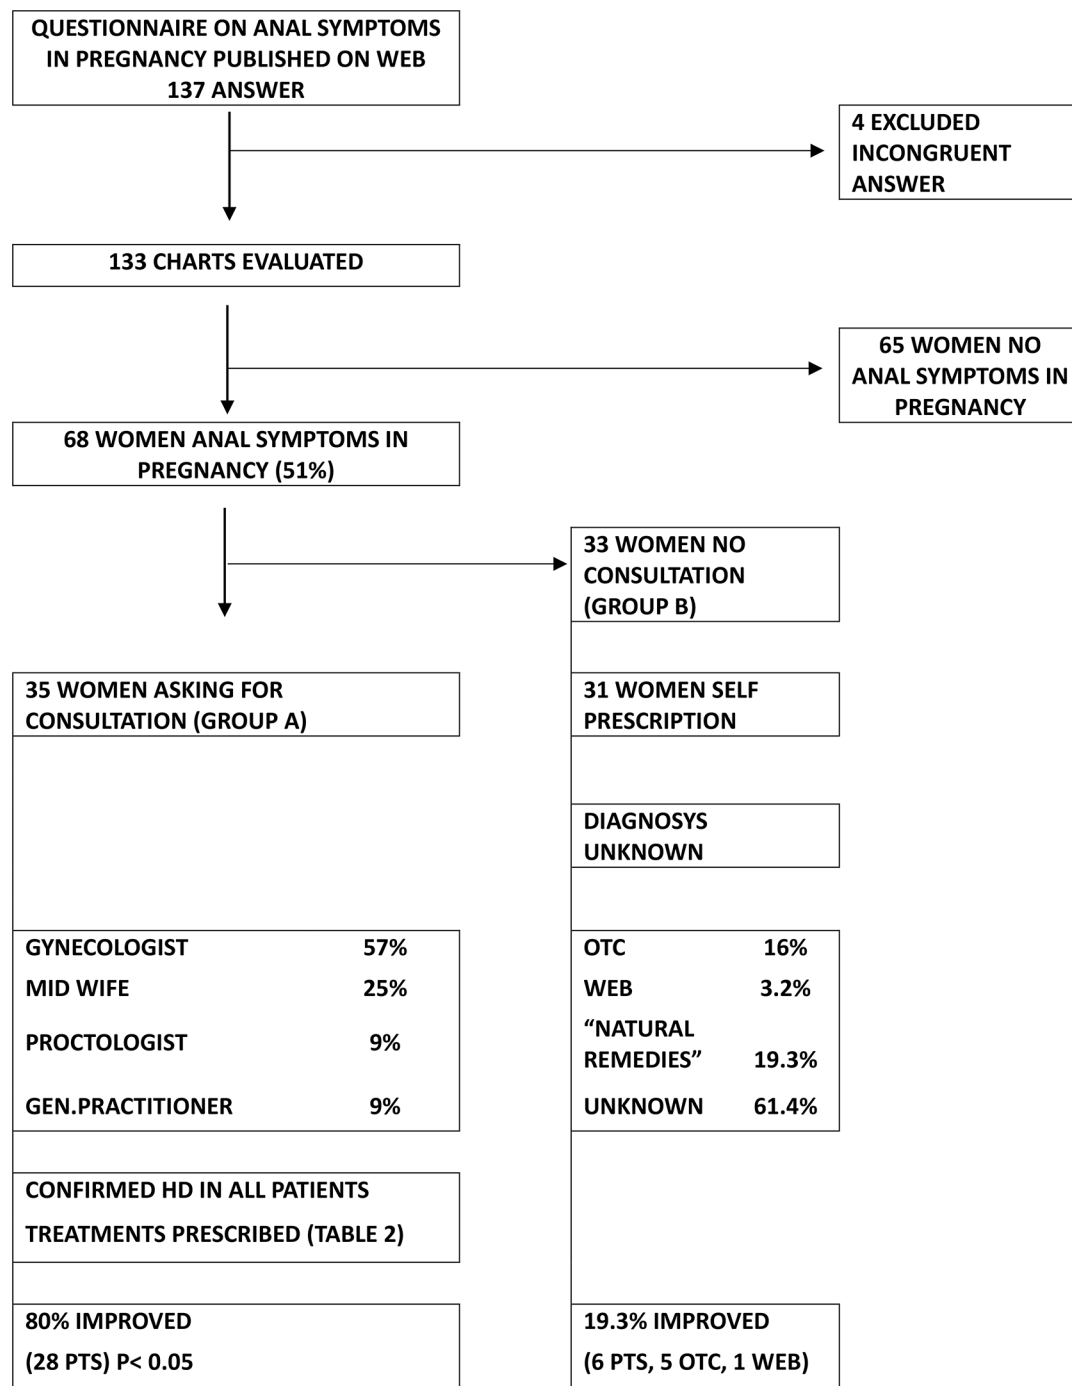 QUESTIONNAIRE ON ANAL SYMPTOMS
IN PREGNANCY PUBLISHED ON WEB
137 ANSWER
4 EXCLUDED
INCONGRUENT
ANSWER
133 CHARTS EVALUATED
65 WOMEN NO
ANAL SYMPTOMS IN
PREGNANCY
68 WOMEN ANAL SYMPTOMS IN
PREGNANCY (51%)
33 WOMEN NO
CONSULTATION
(GROUP B)
35 WOMEN ASKING FOR
CONSULTATION (GROUP A)
31 WOMEN SELF
PRESCRIPTION
DIAGNOSYS
UNKNOWN
GYNECOLOGIST 57%
MID WIFE 25%
PROCTOLOGIST 9%
GEN.PRACTITIONER 9%
OTC 16%
WEB 3.2%
“NATURAL
REMEDIES” 19.3%
UNKNOWN 61.4%
CONFIRMED HD IN ALL PATIENTS
TREATMENTS PRESCRIBED (TABLE 2)
80% IMPROVED
(28 PTS) P< 0.05
19.3% IMPROVED
(6 PTS, 5 OTC, 1 WEB)